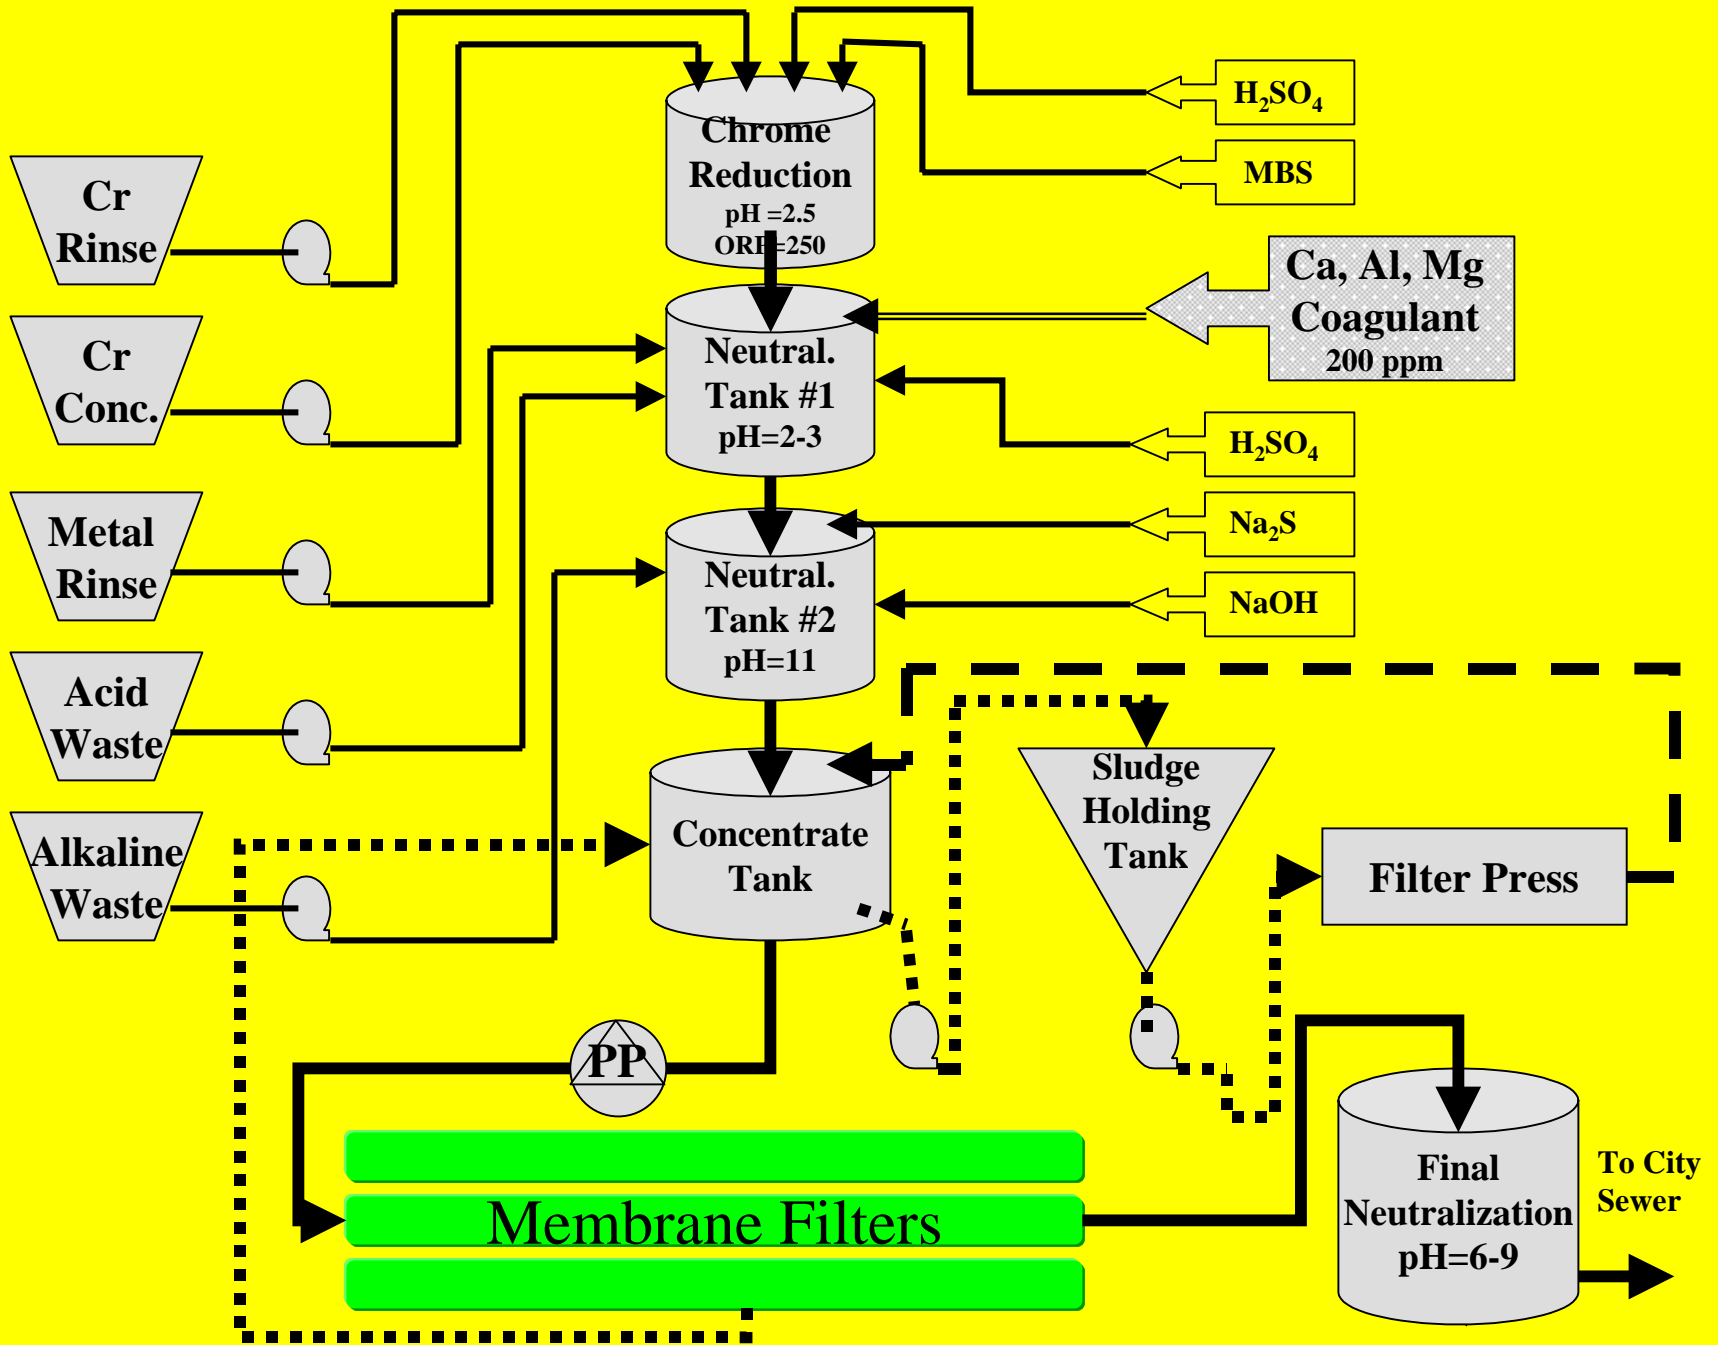 H₂SO₄
Chrome
Reduction
pH =2.5
ORP=250
MBS
Cr
Rinse
Ca, Al, Mg
Coagulant
200 ppm
Cr
Conc.
Neutral.
Tank #1
pH=2-3
H₂SO₄
Metal
Rinse
Na₂S
Neutral.
Tank #2
pH=11
NaOH
Acid
Waste
Sludge
Holding
Tank
Concentrate
Tank
Alkaline
Waste
Filter Press
PP
Membrane Filters
Final
Neutralization
pH=6-9
To City
Sewer